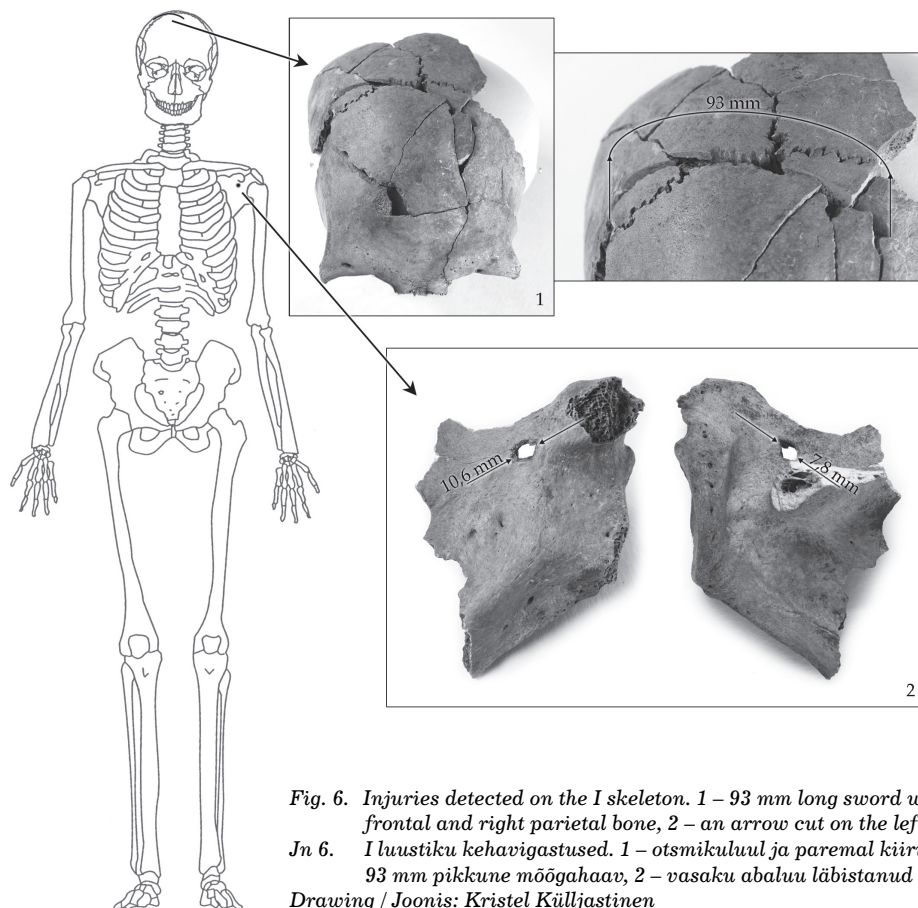 93 mm
1
10,6 mm
7,8 mm
2
Fig. 6. Injuries detected on the I skeleton. 1 – 93 mm long sword
frontal and right parietal bone, 2 – an arrow cut on the
Jn 6. I luustiku kehavigastused. 1 – otsmikuluul ja paremal
93 mm pikkune mõõgahaav, 2 – vasaku abaluu läbistanud
Drawing / Joonis: Kristel Külljastinen